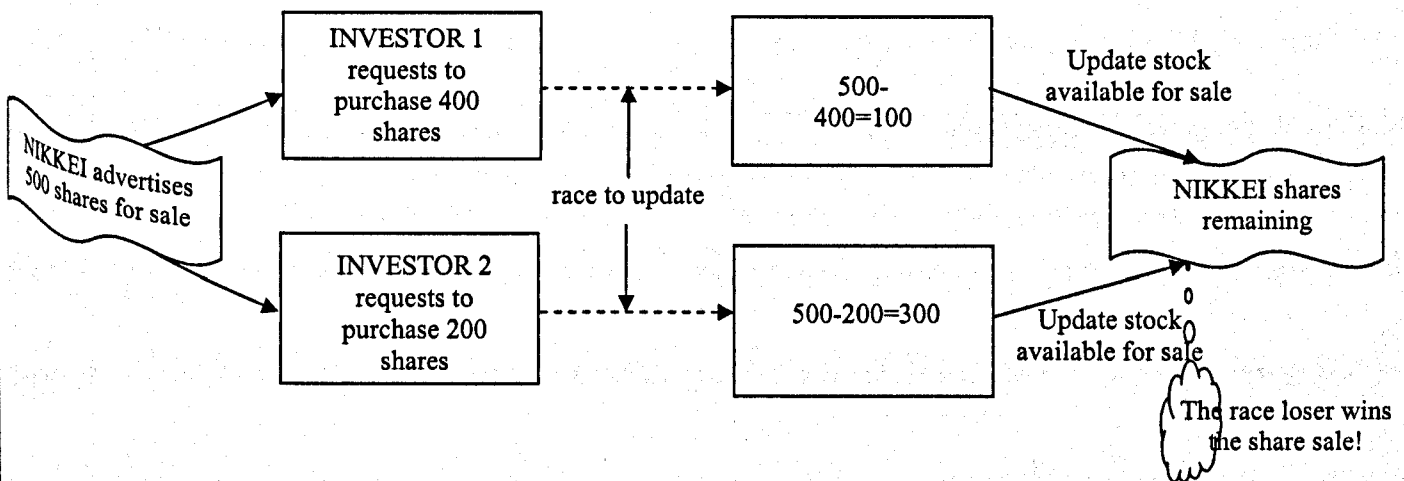 NIKKEI advertises
500 shares for sale
INVESTOR 1
requests to
purchase 400
shares
race to update
INVESTOR 2
requests to
purchase 200
shares
500-
400=100
500-200=300
Update stock
available for sale
NIKKEI shares
remaining
Update stock
available for sale
The race loser wins
the share sale!